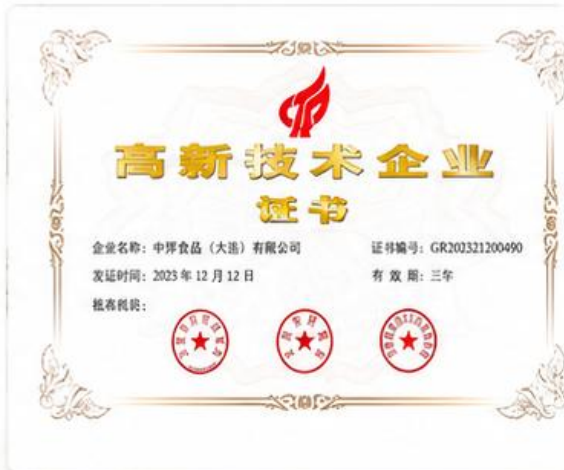 高新技术企业
证书
企业名称：中
食品（大连）有限公司
证书编号：GR202321200490
发证时间：2023年12月12日
有效期：三年
批准机关：